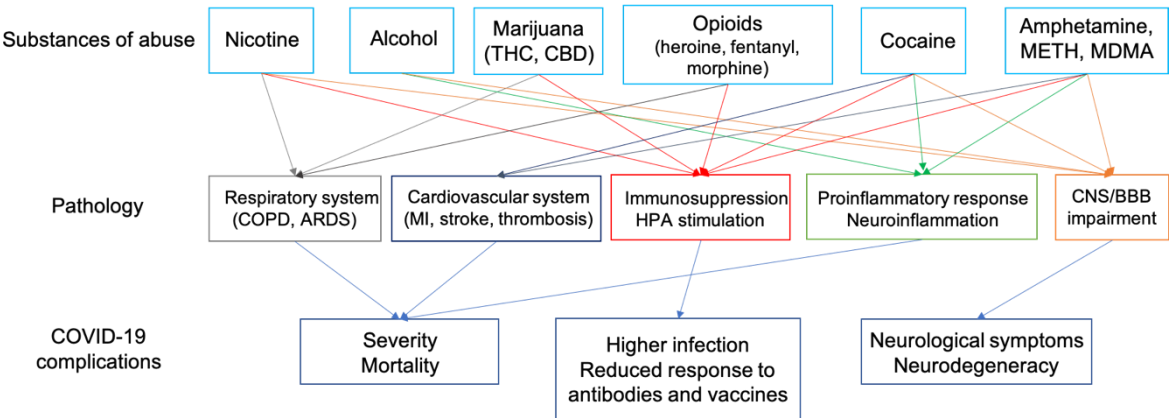 Substances of abuse
Nicotine
Alcohol
Marijuana
(THC, CBD)
Opioids
(heroine, fentanyl,
morphine)
Cocaine
Amphetamine,
METH, MDMA
Pathology
Respiratory system
(COPD, ARDS)
Cardiovascular system
(MI, stroke, thrombosis)
Immunosuppression
HPA stimulation
Proinflammatory response
Neuroinflammation
CNS/BBB
impairment
COVID-19
complications
Severity
Mortality
Higher infection
Reduced response to
antibodies and vaccines
Neurological symptoms
Neurodegeneracy